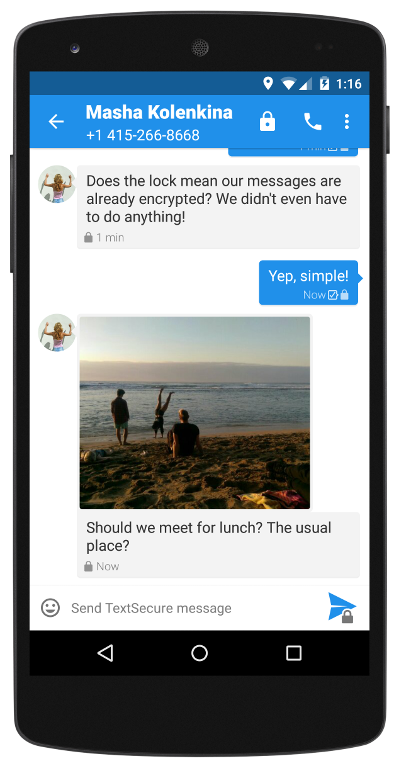 1:16
Masha Kolenkina
+1 415-266-8668
Does the lock mean our messages are
already encrypted? We didn't even have
to do anything!
1 min
Yep, simple!
Now
Should we meet for lunch? The usual
place?
Now
Send TextSecure message